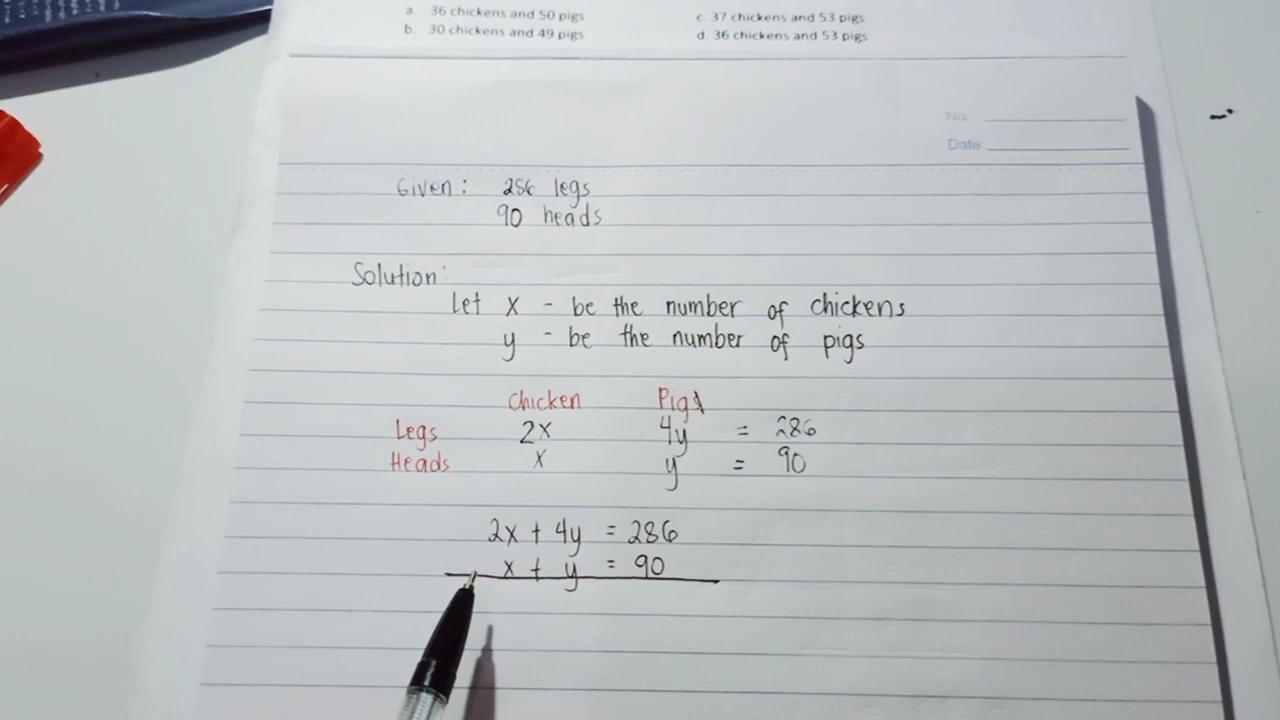 a. 36 chickens and 50 pigs
b. 30 chickens and 49 pigs
c. 37 chickens and 53 pigs
d. 36 chickens and 53 pigs
No.
Date
Given: 286 legs
90 heads
Solution:
Let x - be the number of chickens
y - be the number of pigs
Chicken Pigs
Legs 2x 4y = 286
Heads x y = 90
2x + 4y = 286
x + y = 90